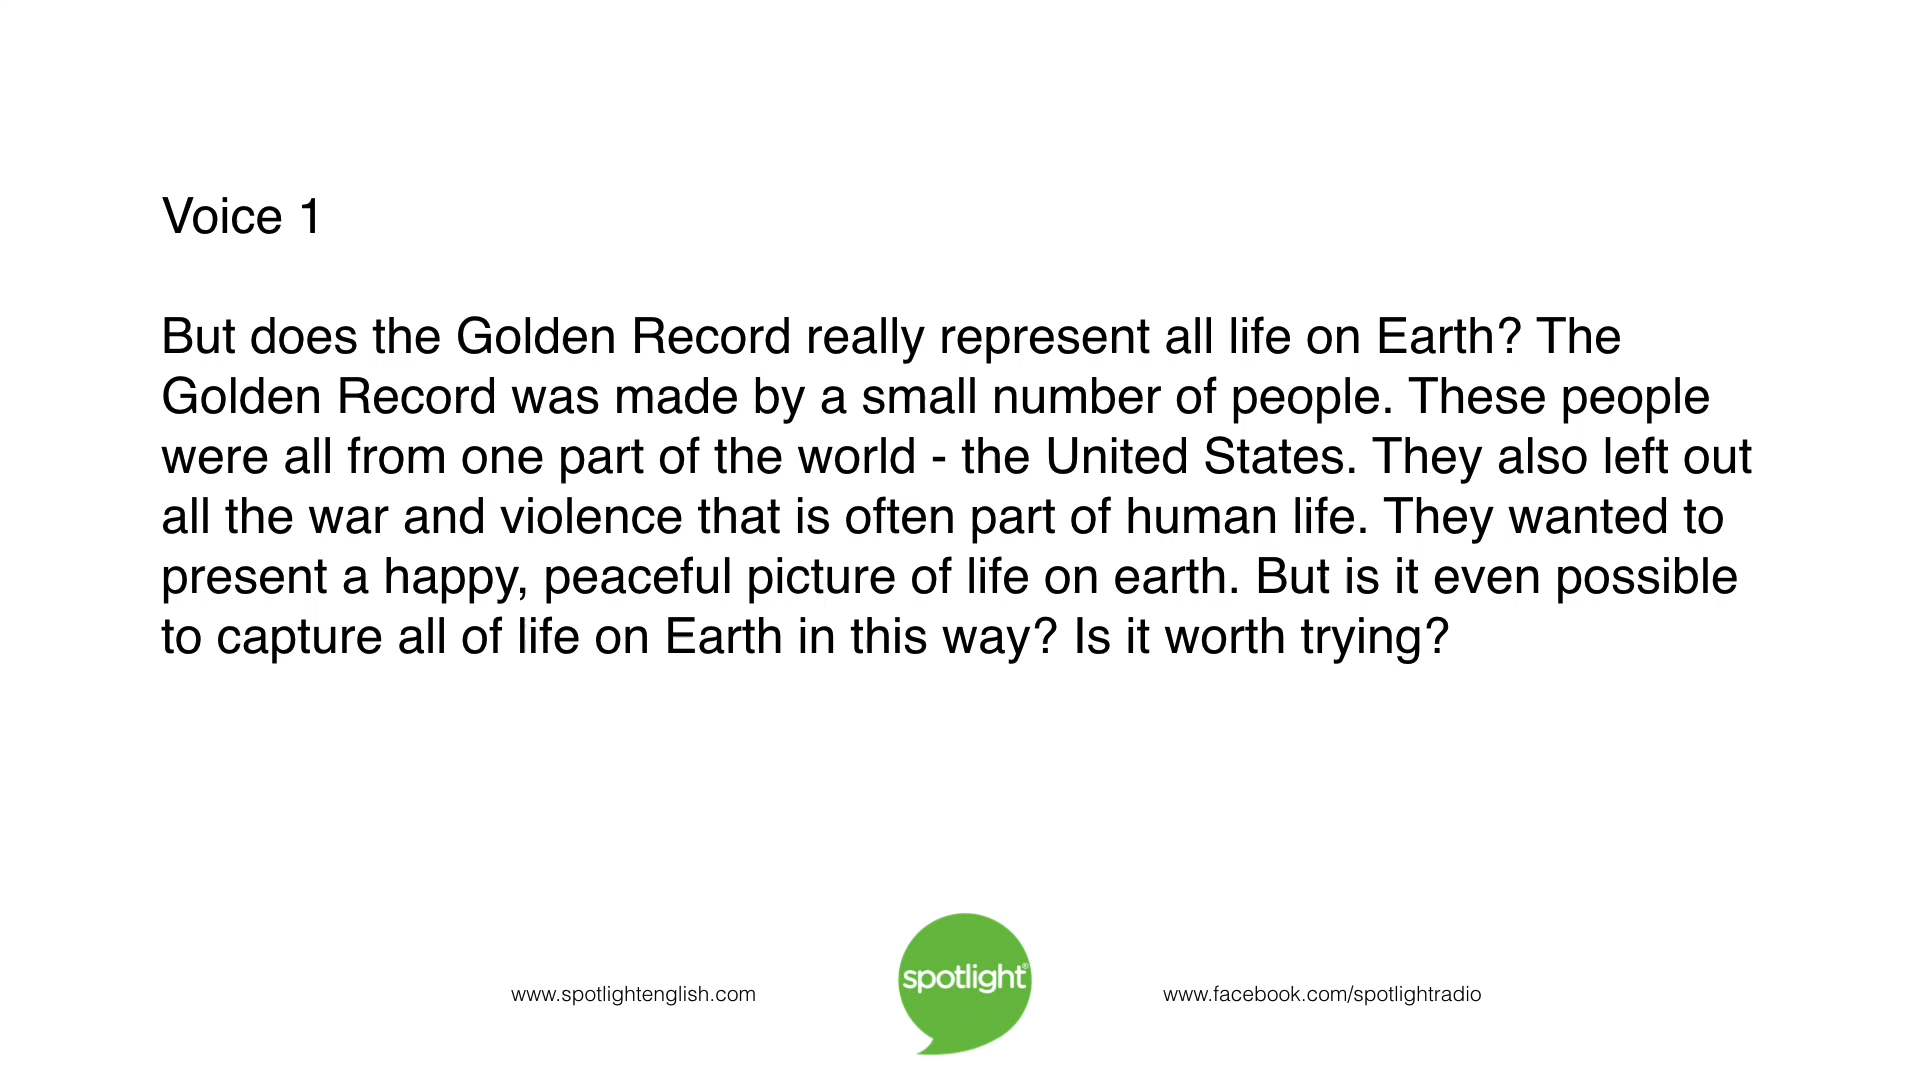 Voice 1
But does the Golden Record really represent all life on Earth? The
Golden Record was made by a small number of people. These people
were all from one part of the world - the United States. They also left out
all the war and violence that is often part of human life. They wanted to
present a happy, peaceful picture of life on earth. But is it even possible
to capture all of life on Earth in this way? Is it worth trying?
www.spotlightenglish.com
spotlight®
www.facebook.com/spotlightradio